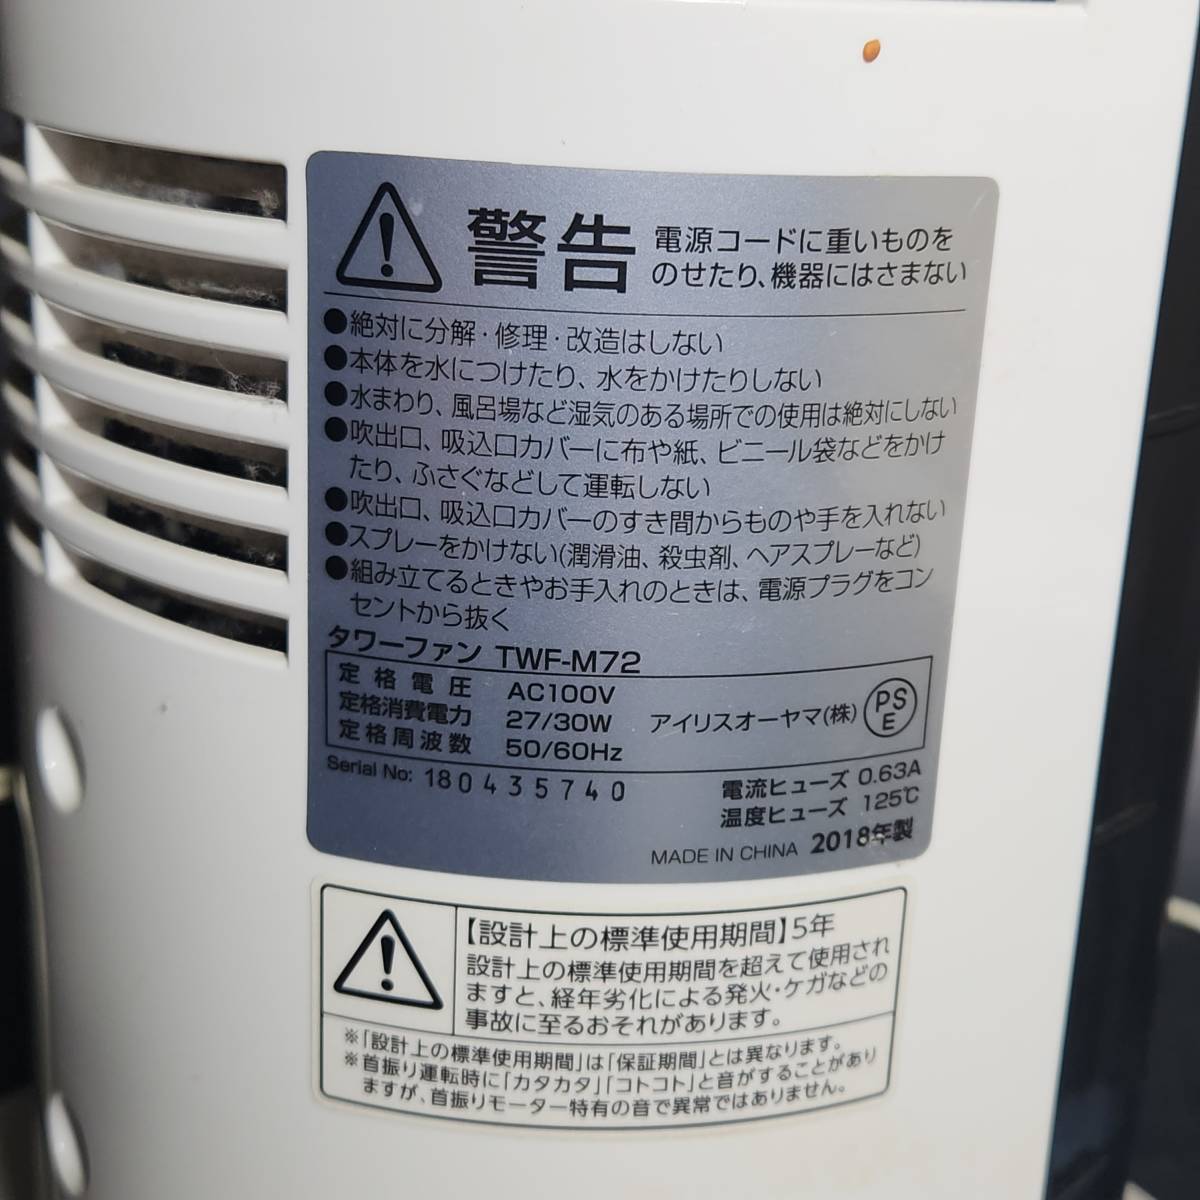 警告
電源コードに重いものを
のせたり、機器にはさまない
●絶対に分解・修理・改造はしない
●本体を水につけたり、水をかけたりしない
●水まわり、風呂場など湿気のある場所での使用は絶対にしない
●吹出口、吸込口カバーに布や紙、ビニール袋などをかけ
たり、ふさぐなどして運転しない
●吹出口、吸込口カバーのすき間からものや手を入れない
●スプレーをかけない(潤滑油、殺虫剤、ヘアスプレーなど)
●組み立てるときやお手入れのときは、電源プラグをコン
セントから抜く
タワーファン TWF-M72
定格電圧 AC100V
定格消費電力 27/30W
定格周波数 50/60Hz
アイリスオーヤマ(株)
PS
E
Serial No: 180435740
電流ヒューズ 0.63A
温度ヒューズ 125℃
MADE IN CHINA 2018年製
【設計上の標準使用期間】5年
設計上の標準使用期間を超えて使用され
ますと、経年劣化による発火・ケガなどの
事故に至るおそれがあります。
※「設計上の標準使用期間」は「保証期間」とは異なります。
※首振り運転時に「カタカタ」「コトコト」と音がすることがあり
ますが、首振りモーター特有の音で異常ではありません。